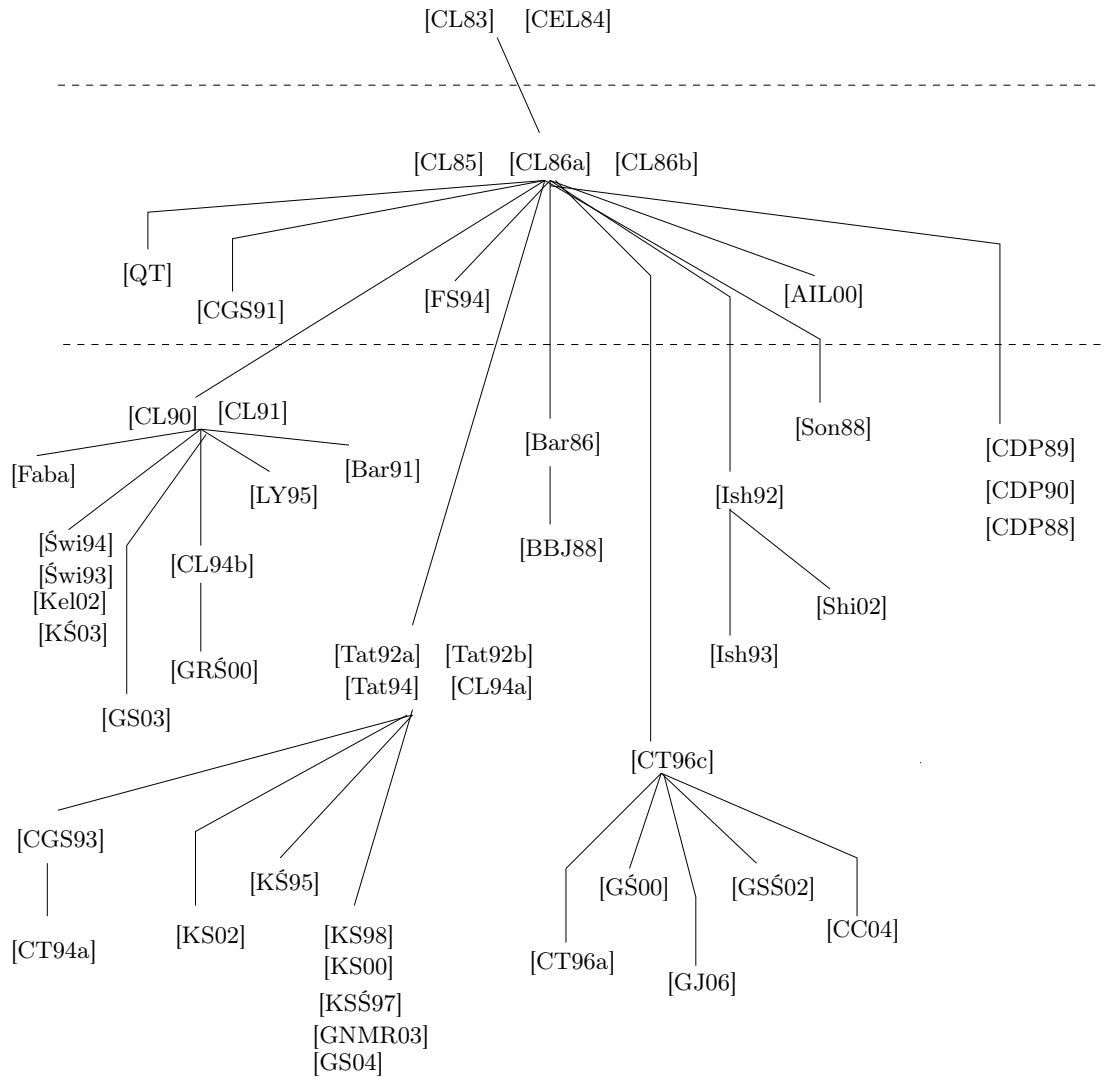 [CL83] [CEL84]
[CL85] [CL86a] [CL86b]
[QT]
[CGS91]
[FS94]
[AIL00]
[CL90] [CL91]
[Son88]
[Bar86]
[CDP89]
[Faba]
[Bar91]
[LY95]
[Ish92]
[CDP90]
[CDP88]
[Świ94]
[Świ93]
[Kel02]
[KŚ03]
[CL94b]
[BBJ88]
[Shi02]
[GRŚ00]
[Ish93]
[Tat92a] [Tat92b]
[Tat94] [CL94a]
[GS03]
[CT96c]
[CGS93]
[KŚ95]
[GŚ00]
[GSŚ02]
[CT94a]
[KS02]
[KS98]
[CC04]
[KS00]
[CT96a]
[GJ06]
[KSŚ97]
[GNMR03]
[GS04]